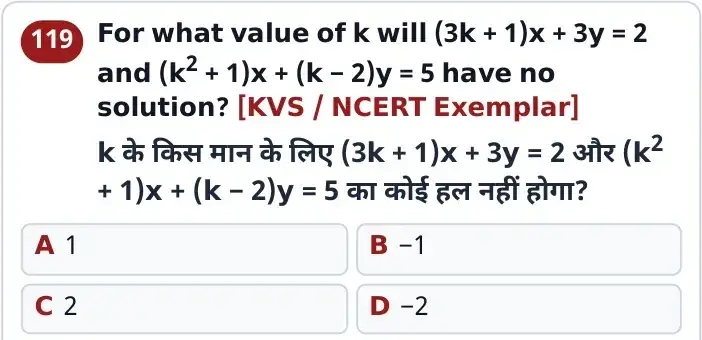 119 For what value of k will (3k + 1)x + 3y = 2
and (k² + 1)x + (k − 2)y = 5 have no
solution? [KVS / NCERT Exemplar]
k के किस मान के लिए (3k + 1)x + 3y = 2 और (k²
+ 1)x + (k − 2)y = 5 का कोई हल नहीं होगा?
A 1
B −1
C 2
D −2